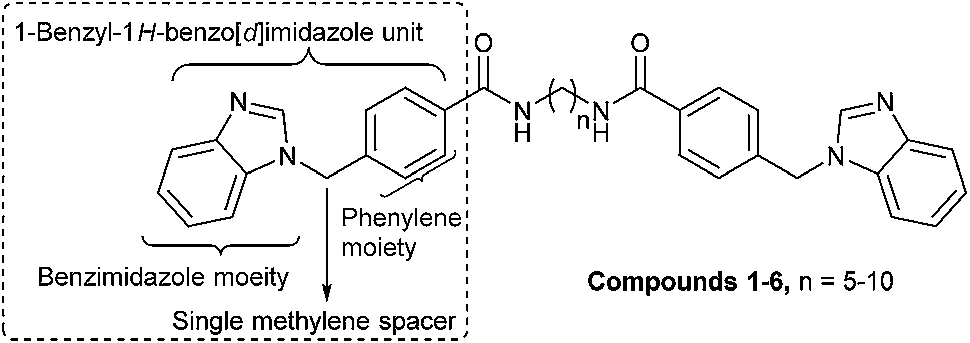 1-Benzyl-1H-benzo[d]imidazole unit
O
O
N
N
H
( )n
N
H
N
N
N
Phenylene
moiety
Benzimidazole moeity
Compounds 1-6, n = 5-10
Single methylene spacer